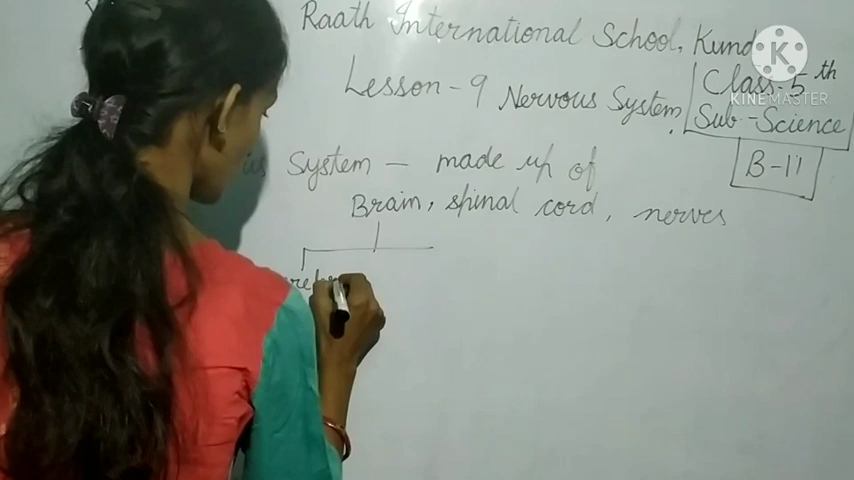 Raath International School, Kund
Lesson - 9 Nervous System
Class - 5th
Sub - Science
B - 11
System - made up of
Brain, spinal cord, nerves
KINEMASTER